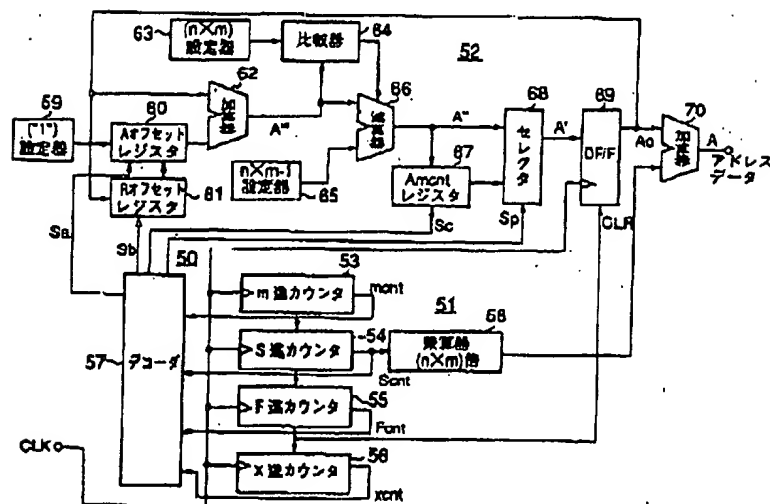 63
(n×m)
設定器
比較器
64
52
59
("1")
設定器
60
Aオフセット
レジスタ
62
加算器
A'''
66
減算器
A"
68
セレクタ
A'
69
DF/F
Ao
70
加算器
A
アドレス
データ
61
Rオフセット
レジスタ
n×m-1
設定器
65
67
Amcnt
レジスタ
Sa
Sb
Sc
Sp
CLR
50
53
m進カウンタ
mcnt
51
57
デコーダ
54
S進カウンタ
Scnt
58
乗算器
(n×m)倍
55
F進カウンタ
Fcnt
56
X進カウンタ
xcnt
CLK